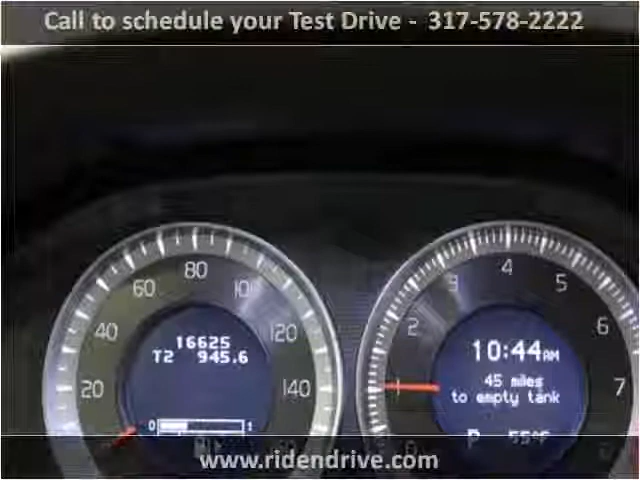 Call to schedule your Test Drive - 317-578-2222
20 40 60 80 100 120 140
16625
T2 945.6
0 1
1 2 3 4 5 6 7
10:44AM
45 miles
to empty tank
P 55°F
www.ridendrive.com